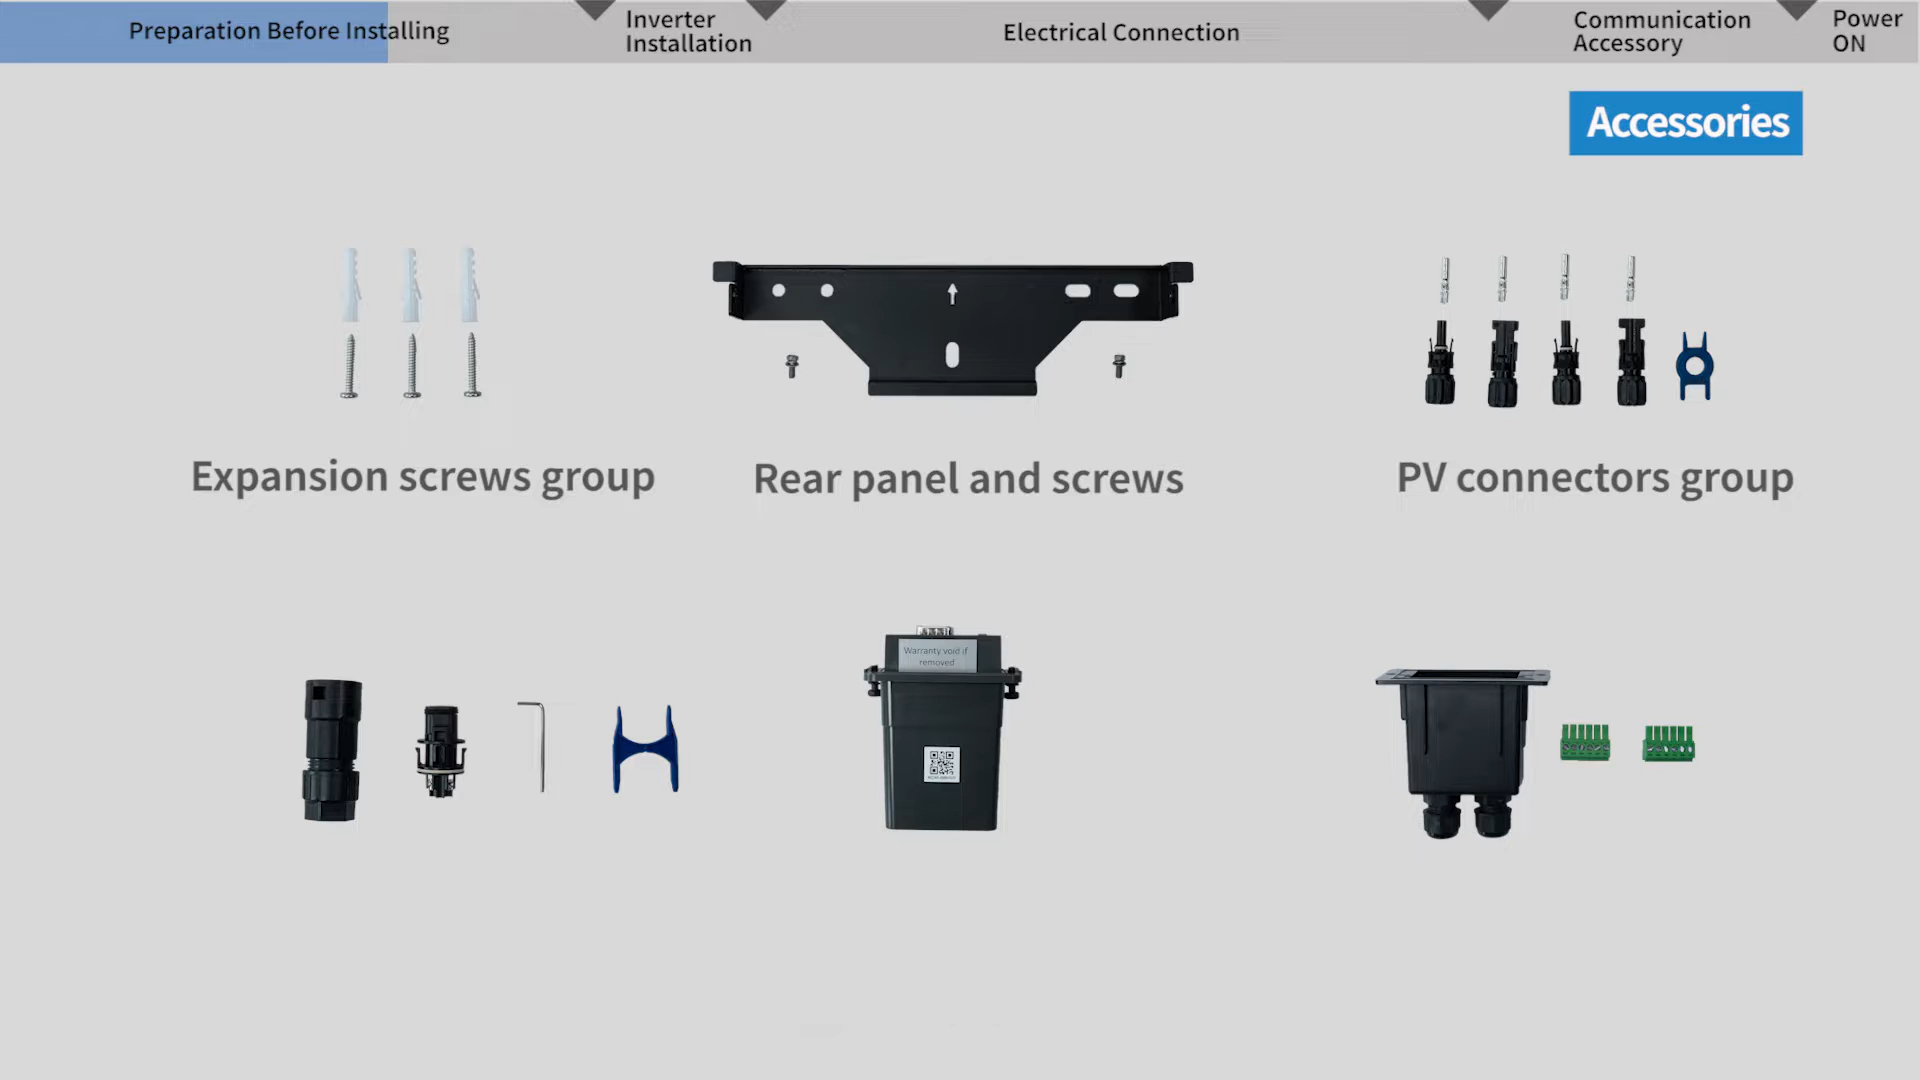 Preparation Before Installing
Inverter
Installation
Electrical Connection
Communication
Accessory
Power
ON
Accessories
Expansion screws group
Rear panel and screws
PV connectors group
Warranty void if
removed